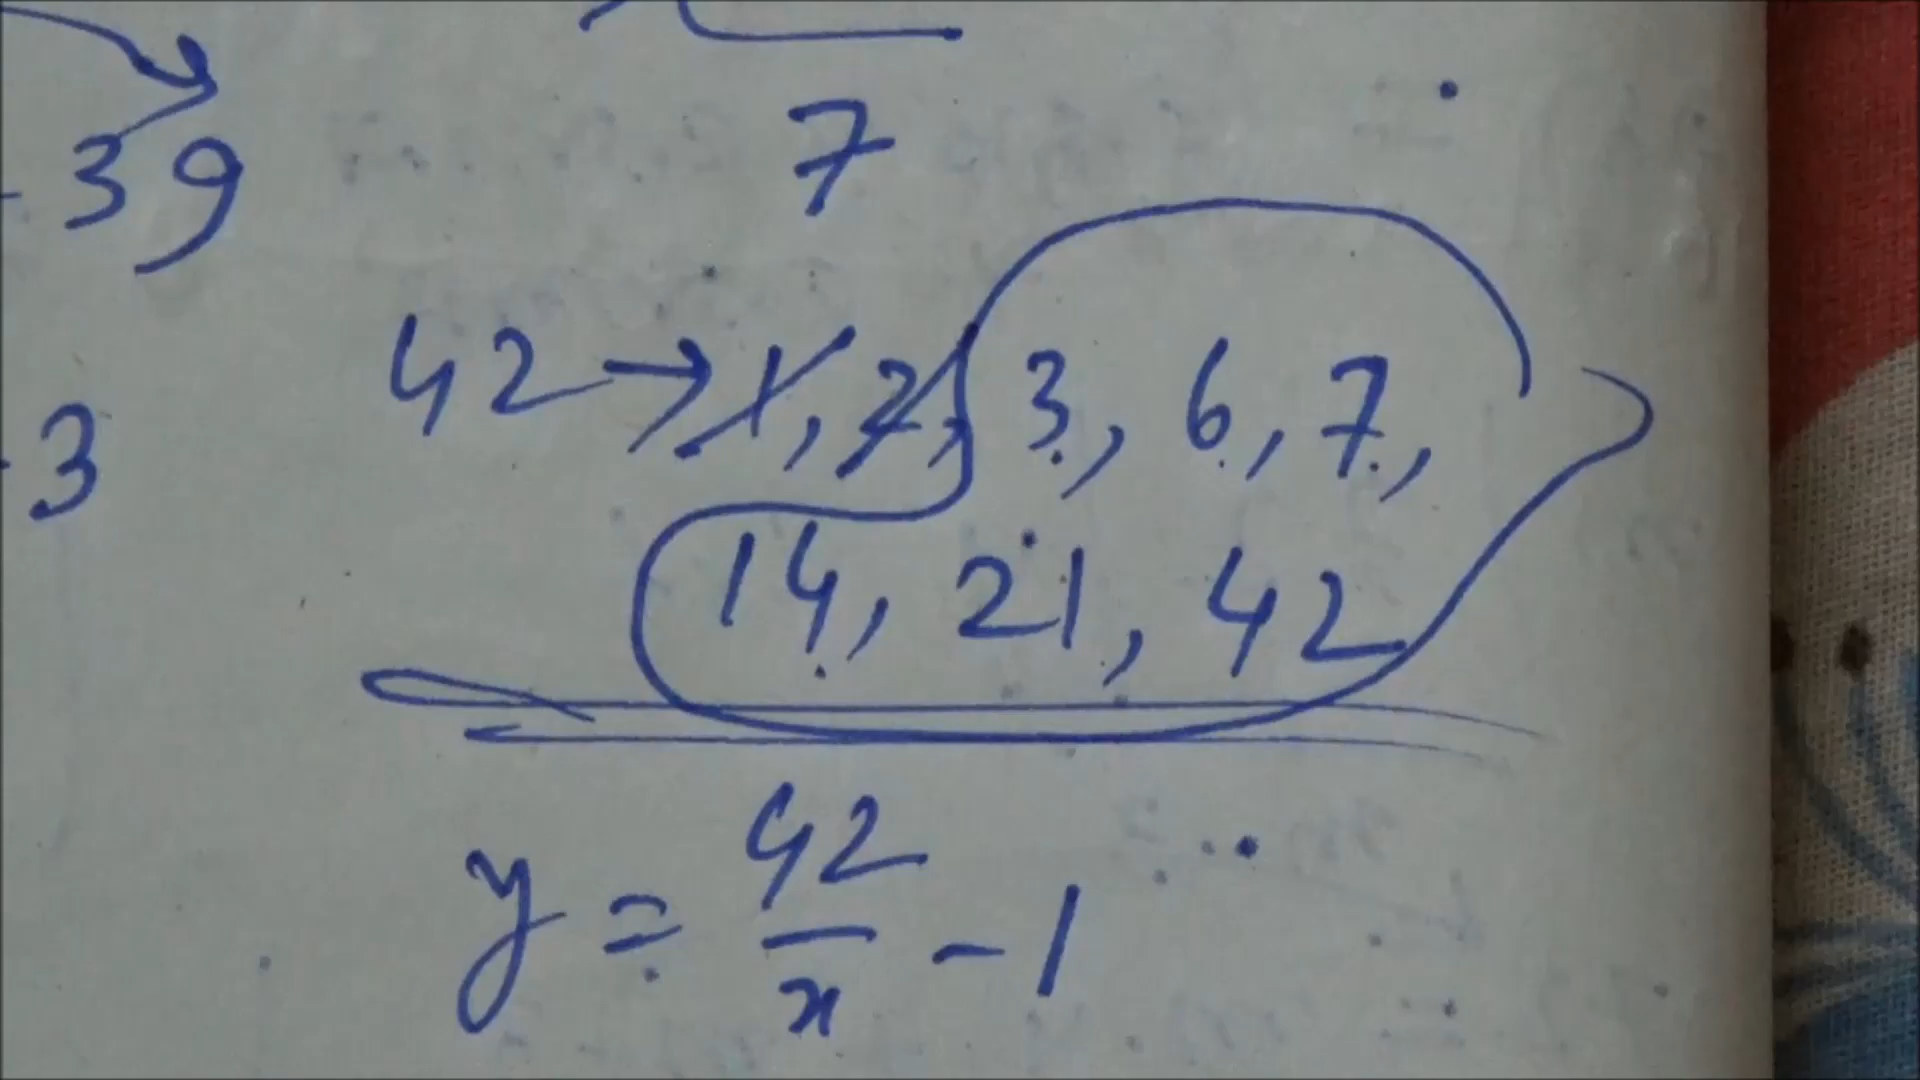 7
- 39
42 → 1, 2, 3, 6, 7,
- 3
14, 21, 42
y = 42/x - 1